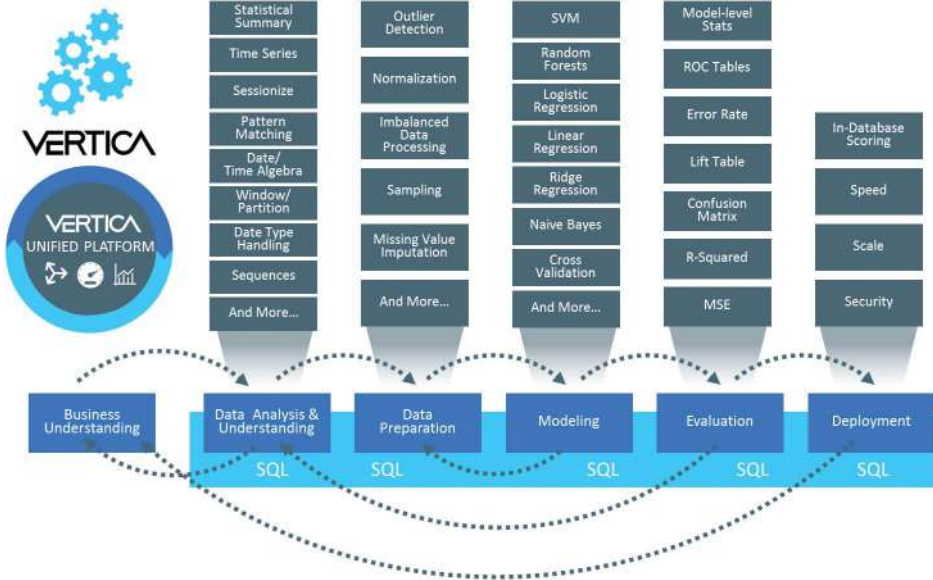 VERTICA
VERTICA
UNIFIED PLATFORM
Statistical
Summary
Time Series
Sessionize
Pattern
Matching
Date/
Time Algebra
Window/
Partition
Date Type
Handling
Sequences
And More...
Outlier
Detection
Normalization
Imbalanced
Data
Processing
Sampling
Missing Value
Imputation
And More...
SVM
Random
Forests
Logistic
Regression
Linear
Regression
Ridge
Regression
Naive Bayes
Cross
Validation
And More...
Model-level
Stats
ROC Tables
Error Rate
Lift Table
Confusion
Matrix
R-Squared
MSE
In-Database
Scoring
Speed
Scale
Security
Business
Understanding
Data Analysis &
Understanding
Data
Preparation
Modeling
Evaluation
Deployment
SQL
SQL
SQL
SQL
SQL